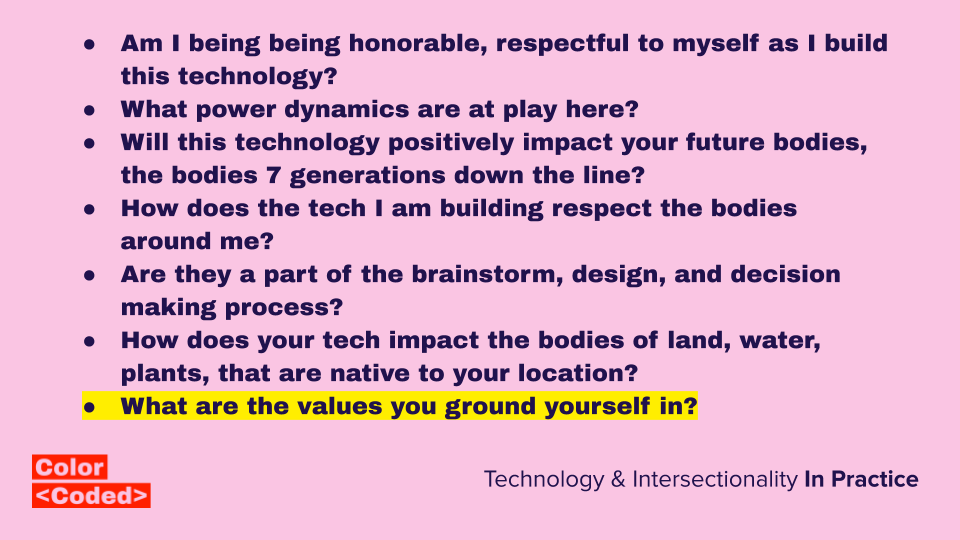 ● Am I being being honorable, respectful to myself as I build
this technology?
● What power dynamics are at play here?
● Will this technology positively impact your future bodies,
the bodies 7 generations down the line?
● How does the tech I am building respect the bodies
around me?
● Are they a part of the brainstorm, design, and decision
making process?
● How does your tech impact the bodies of land, water,
plants, that are native to your location?
● What are the values you ground yourself in?
Color
<Coded>
Technology & Intersectionality In Practice